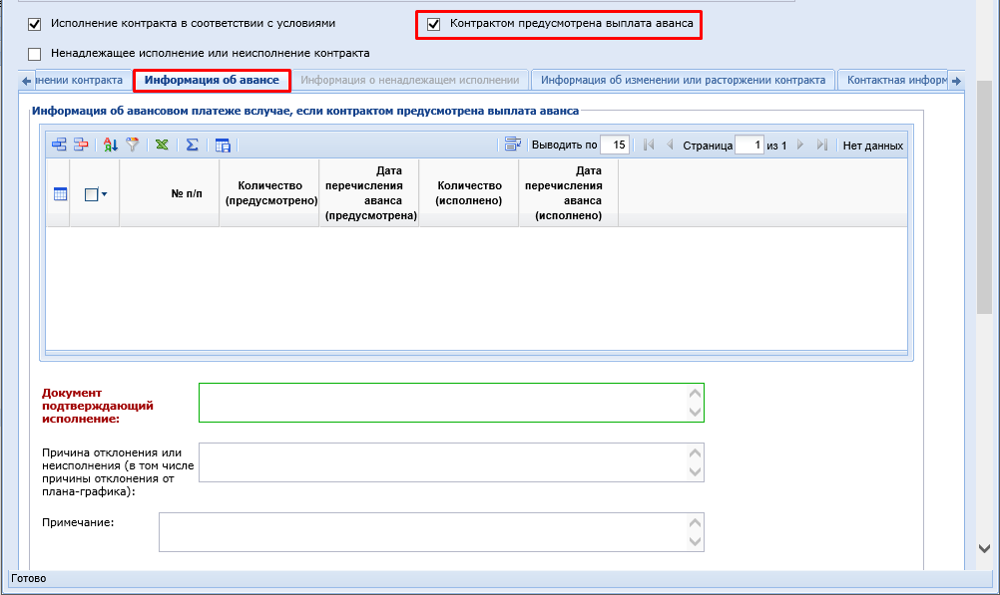 Исполнение контракта в соответствии с условиями
Контрактом предусмотрена выплата аванса
Ненадлежащее исполнение или неисполнение контракта
нении контракта
Информация об авансе
Информация о ненадлежащем исполнении
Информация об изменении или расторжении контракта
Контактная информ
Информация об авансовом платеже вслучае, если контрактом предусмотрена выплата аванса
Выводить по 15
Страница 1 из 1
Нет данных
№ п/п
Количество
(предусмотрено)
Дата
перечисления
аванса
(предусмотрена)
Количество
(исполнено)
Дата
перечисления
аванса
(исполнено)
Документ
подтверждающий
исполнение:
Причина отклонения или
неисполнения (в том числе
причины отклонения от
плана-графика):
Примечание:
Готово